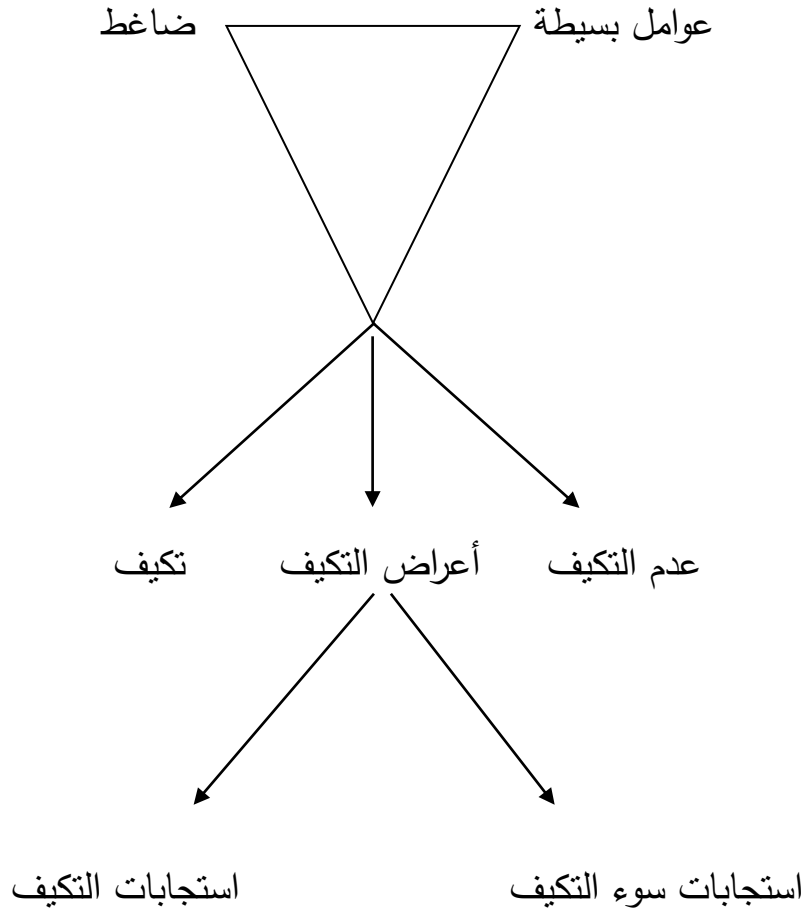 عوامل بسيطة ضاغط
عدم التكيف أعراض التكيف تكيف
استجابات سوء التكيف استجابات التكيف